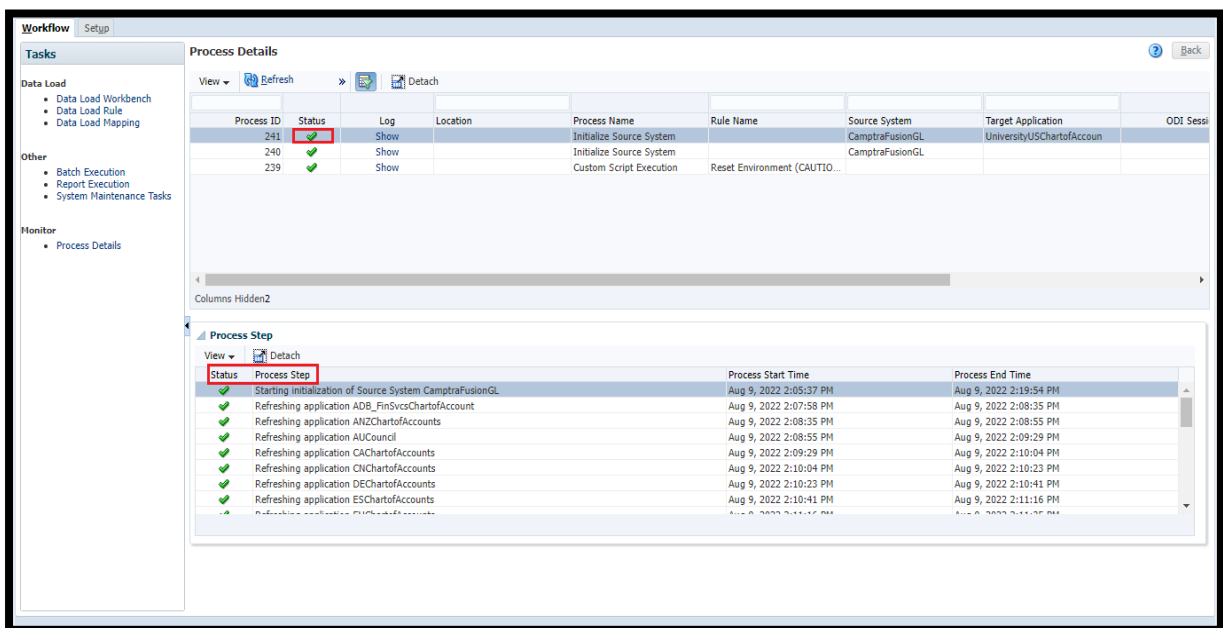 Workflow Setup
Tasks
Data Load
Data Load Workbench
Data Load Rule
Data Load Mapping
Other
Batch Execution
Report Execution
System Maintenance Tasks
Monitor
Process Details
Process Details
? Back
View Refresh » Detach
Process ID Status Log Location Process Name Rule Name Source System Target Application ODI Sessi
241 Show Initialize Source System CamptraFusionGL UniversityUSChartofAccoun
240 Show Initialize Source System CamptraFusionGL
239 Show Custom Script Execution Reset Environment (CAUTIO...
Columns Hidden2
Process Step
View Detach
Status Process Step Process Start Time Process End Time
Starting initialization of Source System CamptraFusionGL Aug 9, 2022 2:05:37 PM Aug 9, 2022 2:19:54 PM
Refreshing application ADB_FinSvcsChartofAccount Aug 9, 2022 2:07:58 PM Aug 9, 2022 2:08:35 PM
Refreshing application ANZChartofAccounts Aug 9, 2022 2:08:35 PM Aug 9, 2022 2:08:55 PM
Refreshing application AUCouncil Aug 9, 2022 2:08:55 PM Aug 9, 2022 2:09:29 PM
Refreshing application CAChartofAccounts Aug 9, 2022 2:09:29 PM Aug 9, 2022 2:10:04 PM
Refreshing application CNChartofAccounts Aug 9, 2022 2:10:04 PM Aug 9, 2022 2:10:23 PM
Refreshing application DEChartofAccounts Aug 9, 2022 2:10:23 PM Aug 9, 2022 2:10:41 PM
Refreshing application ESChartofAccounts Aug 9, 2022 2:10:41 PM Aug 9, 2022 2:11:16 PM